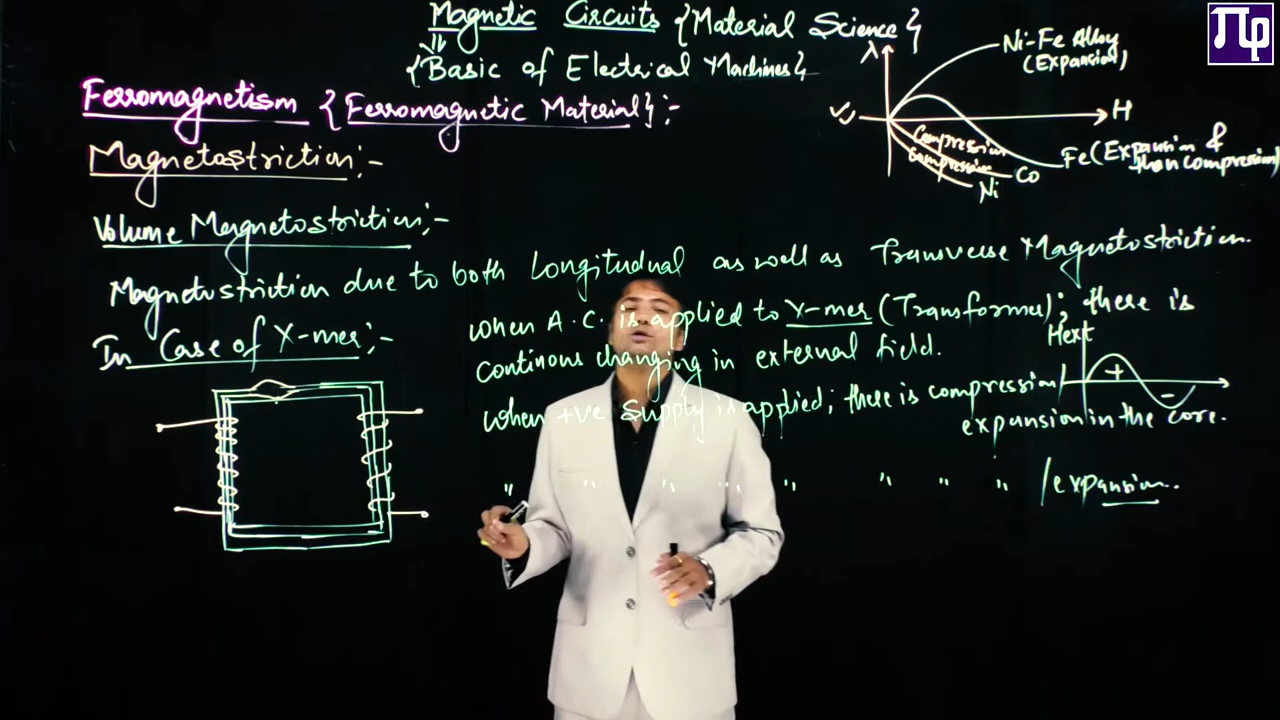 Magnetic Circuits {Material Science}
{Basic of Electrical Machines}
Ferromagnetism {Ferromagnetic Material}:-
Magnetostriction:-
Volume Magnetostriction:-
Magnetostriction due to both Longitudual as well as Transverse Magnetostriction.
In Case of X-mer:-
when A.C. is applied to X-mer (Transformer); there is
continous changing in external field.
when +ve supply is applied; there is compression/
expansion in the core.
" " " " " " " " /expansion.
λ
Ni-Fe Alloy
(Expansion)
H
Compression
Compression
Fe (Expansion &
then compression)
Co
Ni
Hext
+
-
πφ